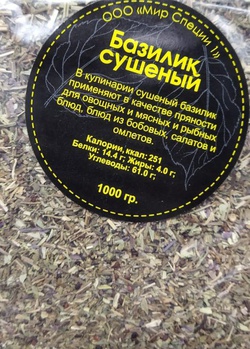 ООО «Мир Специй 1»
Базилик
сушеный
В кулинарии сушеный базилик
применяют в качестве пряности
для овощных и мясных и рыбных
блюд, блюд из бобовых, салатов и
омлетов.
Калории, ккал: 251
Белки: 14.4 г; Жиры: 4.0 г;
Углеводы: 61.0 г;
1000 гр.